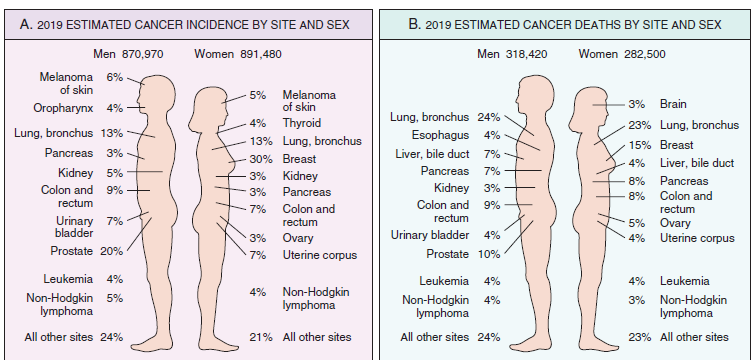 A. 2019 ESTIMATED CANCER INCIDENCE BY SITE AND SEX
Men 870,970 Women 891,480
Melanoma of skin 6%
Oropharynx 4%
Lung, bronchus 13%
Pancreas 3%
Kidney 5%
Colon and rectum 9%
Urinary bladder 7%
Prostate 20%
Leukemia 4%
Non-Hodgkin lymphoma 5%
All other sites 24%
5% Melanoma of skin
4% Thyroid
13% Lung, bronchus
30% Breast
3% Kidney
3% Pancreas
7% Colon and rectum
3% Ovary
7% Uterine corpus
4% Non-Hodgkin lymphoma
21% All other sites
B. 2019 ESTIMATED CANCER DEATHS BY SITE AND SEX
Men 318,420 Women 282,500
Lung, bronchus 24%
Esophagus 4%
Liver, bile duct 7%
Pancreas 7%
Kidney 3%
Colon and rectum 9%
Urinary bladder 4%
Prostate 10%
Leukemia 4%
Non-Hodgkin lymphoma 4%
All other sites 24%
3% Brain
23% Lung, bronchus
15% Breast
4% Liver, bile duct
8% Pancreas
8% Colon and rectum
5% Ovary
4% Uterine corpus
4% Leukemia
3% Non-Hodgkin lymphoma
23% All other sites